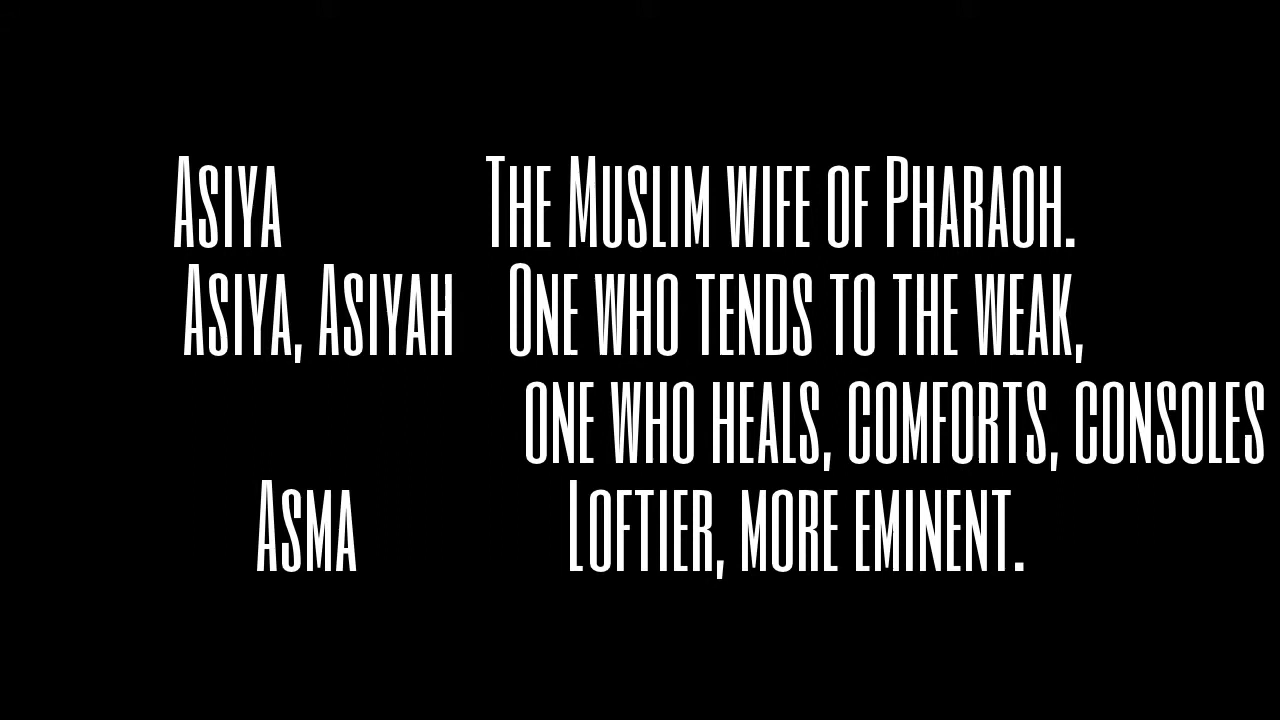 Asiya The Muslim wife of Pharaoh.
Asiya, Asiyah One who tends to the weak,
one who heals, comforts, consoles
Asma Loftier, more eminent.